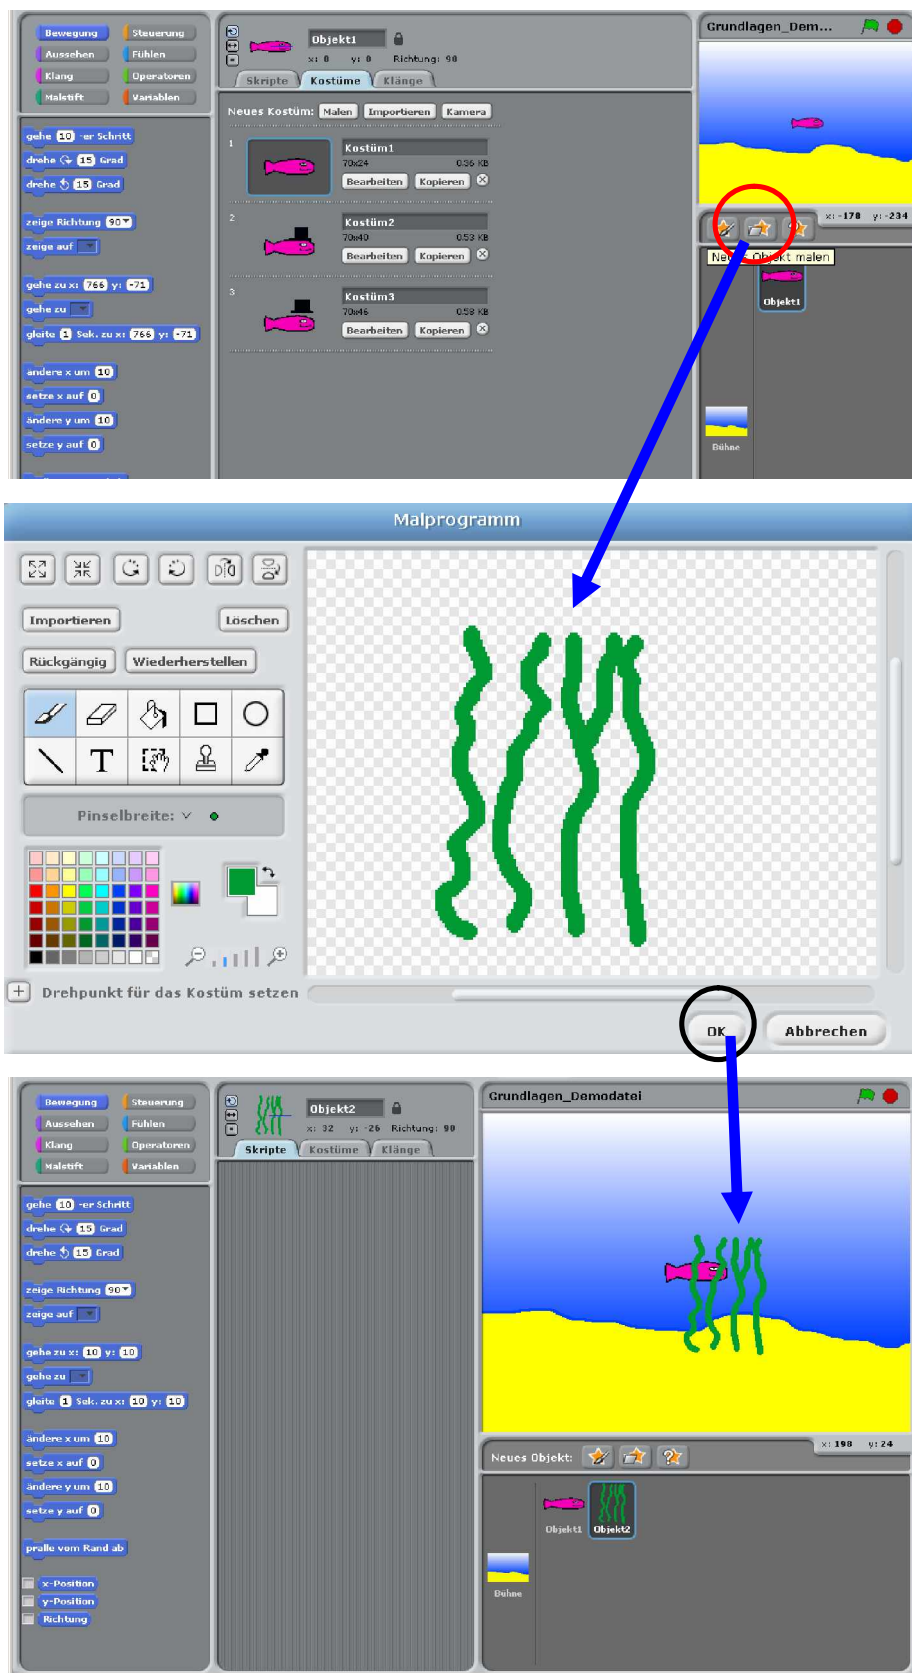 Bewegung Steuerung
Aussehen Fühlen
Klang Operatoren
Malstift Variablen
gehe 10 -er Schritt
drehe 15 Grad
drehe 15 Grad
zeige Richtung 90
zeige auf
gehe zu x: 766 y: -71
gehe zu
gleite 1 Sek. zu x: 766 y: -71
ändere x um 10
setze x auf 0
ändere y um 10
setze y auf 0
Objekt1
x: 0 y: 0 Richtung: 90
Skripte Kostüme Klänge
Neues Kostüm: Malen Importieren Kamera
1 Kostüm1
70x24 0.36 KB
Bearbeiten Kopieren
2 Kostüm2
70x40 0.53 KB
Bearbeiten Kopieren
3 Kostüm3
70x46 0.58 KB
Bearbeiten Kopieren
Grundlagen_Dem...
x: -170 y: -234
Neues Objekt malen
Objekt1
Bühne
Malprogramm
Importieren Löschen
Rückgängig Wiederherstellen
T
Pinselbreite:
Drehpunkt für das Kostüm setzen
OK Abbrechen
Bewegung Steuerung
Aussehen Fühlen
Klang Operatoren
Malstift Variablen
gehe 10 -er Schritt
drehe 15 Grad
drehe 15 Grad
zeige Richtung 90
zeige auf
gehe zu x: 10 y: 10
gehe zu
gleite 1 Sek. zu x: 10 y: 10
ändere x um 10
setze x auf 0
ändere y um 10
setze y auf 0
pralle vom Rand ab
x-Position
y-Position
Richtung
Objekt2
x: 32 y: -26 Richtung: 90
Skripte Kostüme Klänge
Grundlagen_Demodatei
x: 198 y: 24
Neues Objekt:
Objekt1 Objekt2
Bühne